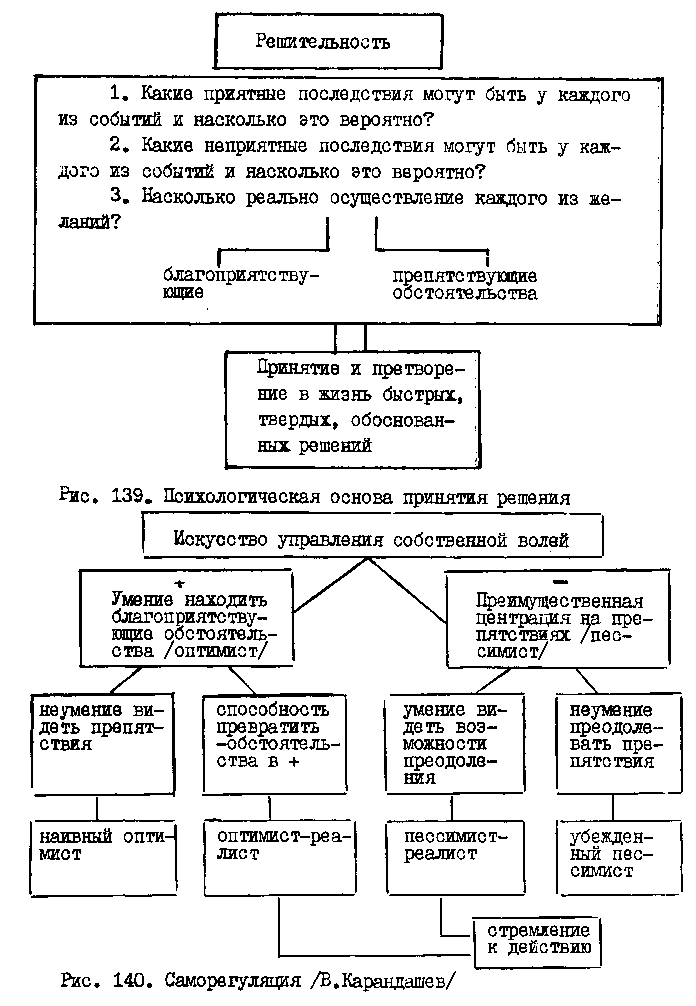 Решительность
1. Какие приятные последствия могут быть у каждого
из событий и насколько это вероятно?
2. Какие неприятные последствия могут быть у каж-
дого из событий и насколько это вероятно?
3. Насколько реально осуществление каждого из же-
ланий?
благоприятству-
ющие
препятствующие
обстоятельства
Принятие и претворе-
ние в жизнь быстрых,
твердых, обоснован-
ных решений
Рис. 139. Психологическая основа принятия решения
Искусство управления собственной волей
+
Умение находить
благоприятству-
ющие обстоятель-
ства /оптимист/
–
Преимущественная
центрация на пре-
пятствиях /пес-
симист/
неумение ви-
деть препят-
ствия
способность
превратить
-обстоятель-
ства в +
умение ви-
деть воз-
можности
преодоле-
ния
неумение
преодоле-
вать пре-
пятствия
наивный опти-
мист
оптимист-реа-
лист
пессимист-
реалист
убежден-
ный пес-
симист
стремление
к действию
Рис. 140. Саморегуляция /В.Карандашев/